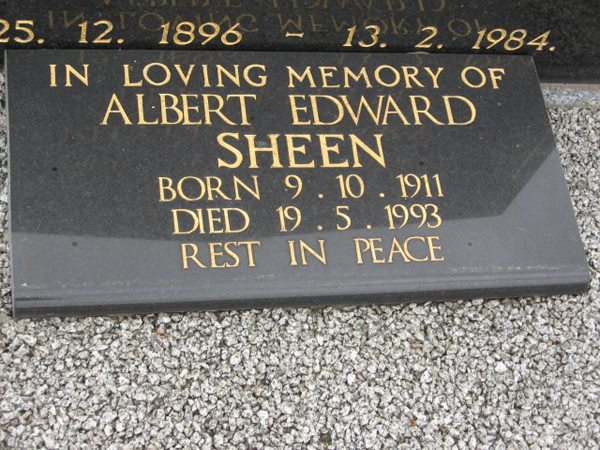 25. 12. 1896 - 13. 2. 1984.
IN LOVING MEMORY OF
ALBERT EDWARD
SHEEN
BORN 9 . 10 . 1911
DIED 19 . 5 . 1993
REST IN PEACE